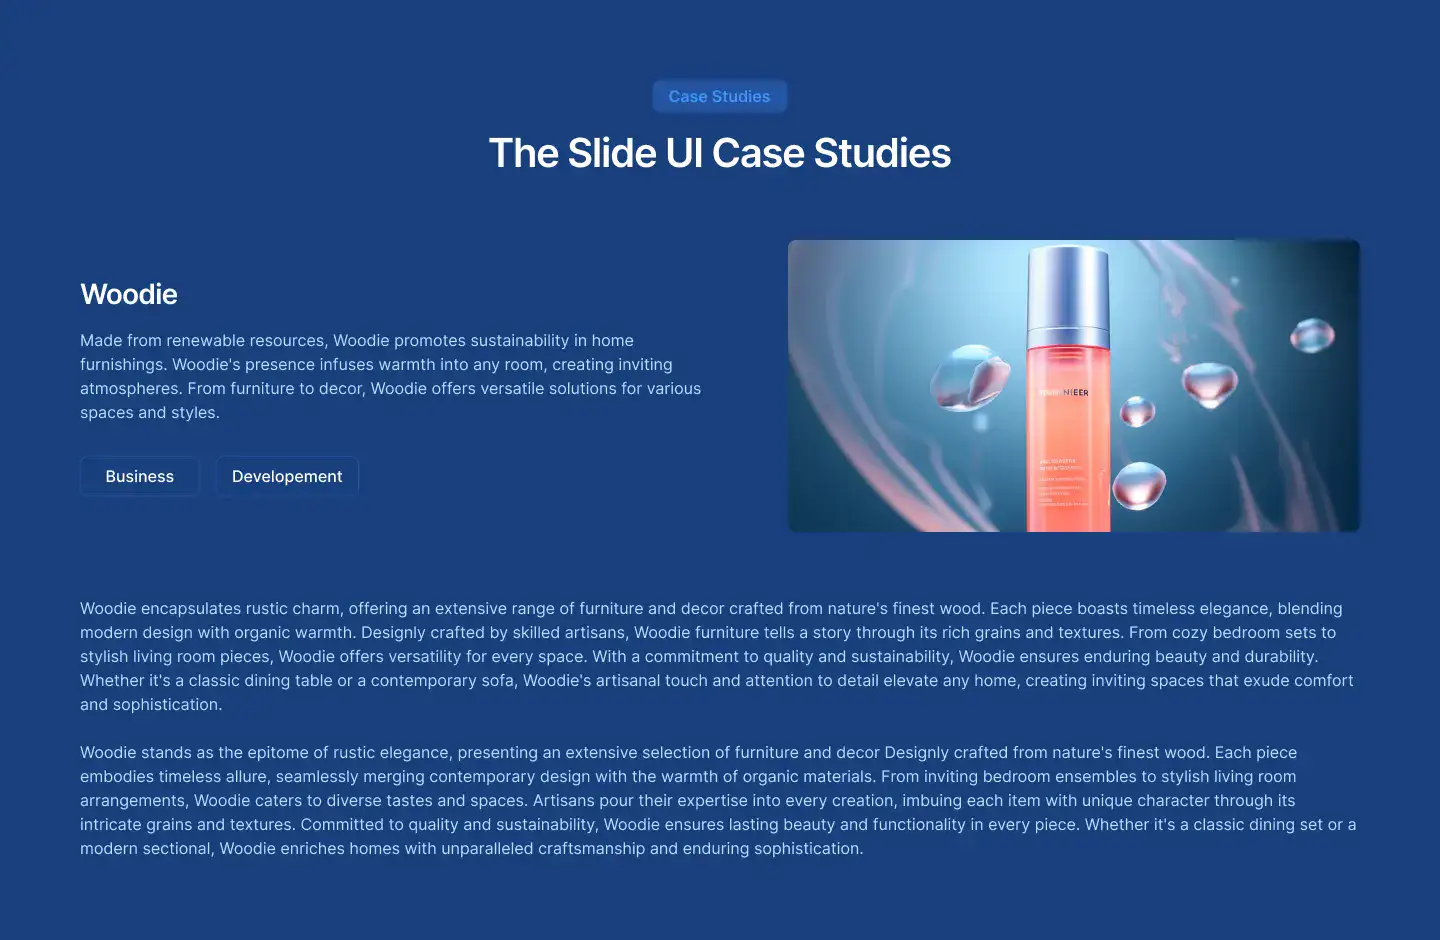 Case Studies
The Slide UI Case Studies
Woodie
Made from renewable resources, Woodie promotes sustainability in home
furnishings. Woodie's presence infuses warmth into any room, creating inviting
atmospheres. From furniture to decor, Woodie offers versatile solutions for various
spaces and styles.
Business
Developement
Woodie encapsulates rustic charm, offering an extensive range of furniture and decor crafted from nature's finest wood. Each piece boasts timeless elegance, blending
modern design with organic warmth. Designly crafted by skilled artisans, Woodie furniture tells a story through its rich grains and textures. From cozy bedroom sets to
stylish living room pieces, Woodie offers versatility for every space. With a commitment to quality and sustainability, Woodie ensures enduring beauty and durability.
Whether it's a classic dining table or a contemporary sofa, Woodie's artisanal touch and attention to detail elevate any home, creating inviting spaces that exude comfort
and sophistication.
Woodie stands as the epitome of rustic elegance, presenting an extensive selection of furniture and decor Designly crafted from nature's finest wood. Each piece
embodies timeless allure, seamlessly merging contemporary design with the warmth of organic materials. From inviting bedroom ensembles to stylish living room
arrangements, Woodie caters to diverse tastes and spaces. Artisans pour their expertise into every creation, imbuing each item with unique character through its
intricate grains and textures. Committed to quality and sustainability, Woodie ensures lasting beauty and functionality in every piece. Whether it's a classic dining set or a
modern sectional, Woodie enriches homes with unparalleled craftsmanship and enduring sophistication.